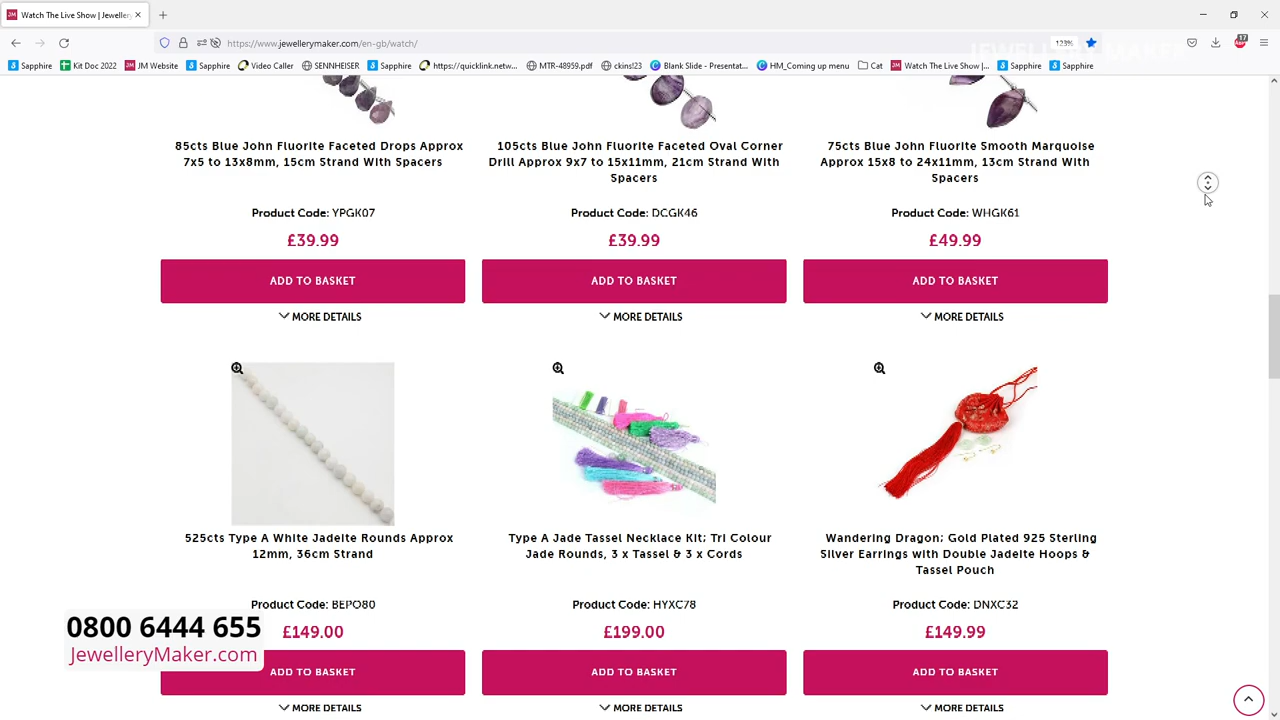 Watch The Live Show | Jeweller
https://www.jewellerymaker.com/en-gb/watch/
123%
17
JEWELLERY MAKER
Sapphire
Kit Doc 2022
JM Website
Sapphire
Video Caller
SENNHEISER
Sapphire
https://quicklink.netw...
MTR-48959.pdf
ckins!23
Blank Slide - Presentat...
HM_Coming up menu
Cat
Watch The Live Show |...
Sapphire
Sapphire
85cts Blue John Fluorite Faceted Drops Approx
7x5 to 13x8mm, 15cm Strand With Spacers
Product Code: YPGK07
£39.99
ADD TO BASKET
MORE DETAILS
105cts Blue John Fluorite Faceted Oval Corner
Drill Approx 9x7 to 15x11mm, 21cm Strand With
Spacers
Product Code: DCGK46
£39.99
ADD TO BASKET
MORE DETAILS
75cts Blue John Fluorite Smooth Marquoise
Approx 15x8 to 24x11mm, 13cm Strand With
Spacers
Product Code: WHGK61
£49.99
ADD TO BASKET
MORE DETAILS
525cts Type A White Jadeite Rounds Approx
12mm, 36cm Strand
Product Code: BEPO80
£149.00
ADD TO BASKET
MORE DETAILS
Type A Jade Tassel Necklace Kit; Tri Colour
Jade Rounds, 3 x Tassel & 3 x Cords
Product Code: HYXC78
£199.00
ADD TO BASKET
MORE DETAILS
Wandering Dragon; Gold Plated 925 Sterling
Silver Earrings with Double Jadeite Hoops &
Tassel Pouch
Product Code: DNXC32
£149.99
ADD TO BASKET
MORE DETAILS
0800 6444 655
JewelleryMaker.com